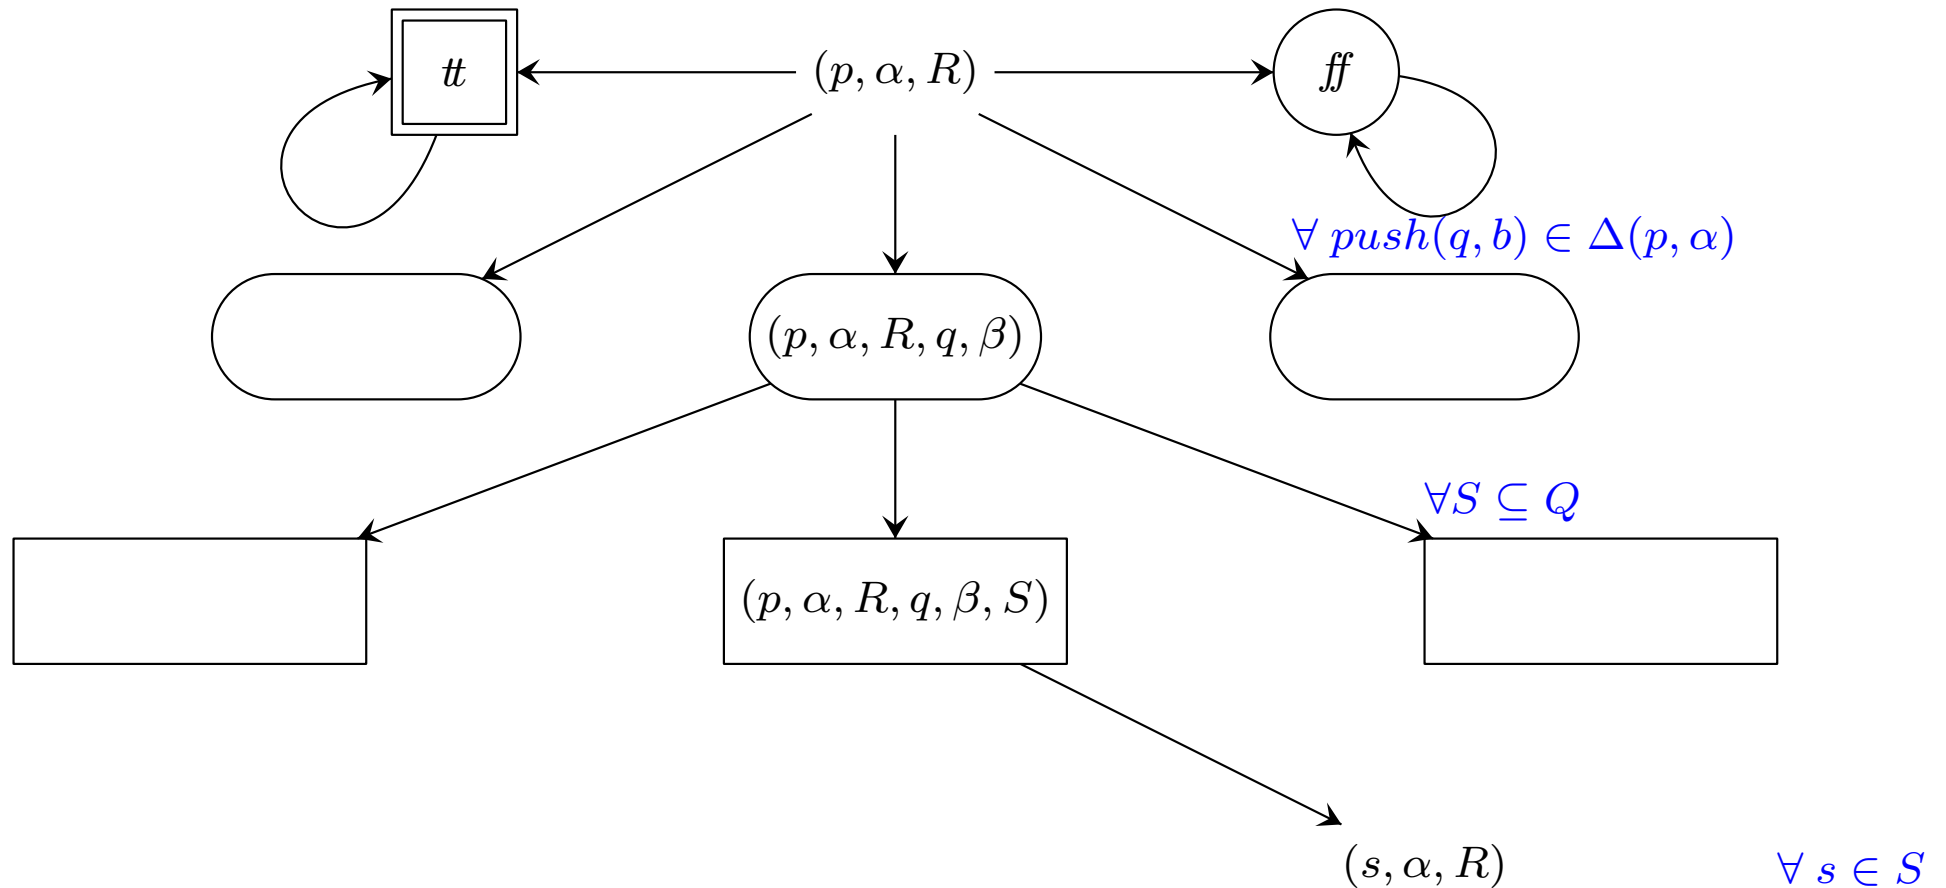 tt (p, α, R) ff
∀ push(q, b) ∈ Δ(p, α)
(p, α, R, q, β)
∀S ⊆ Q
(p, α, R, q, β, S)
(s, α, R) ∀ s ∈ S